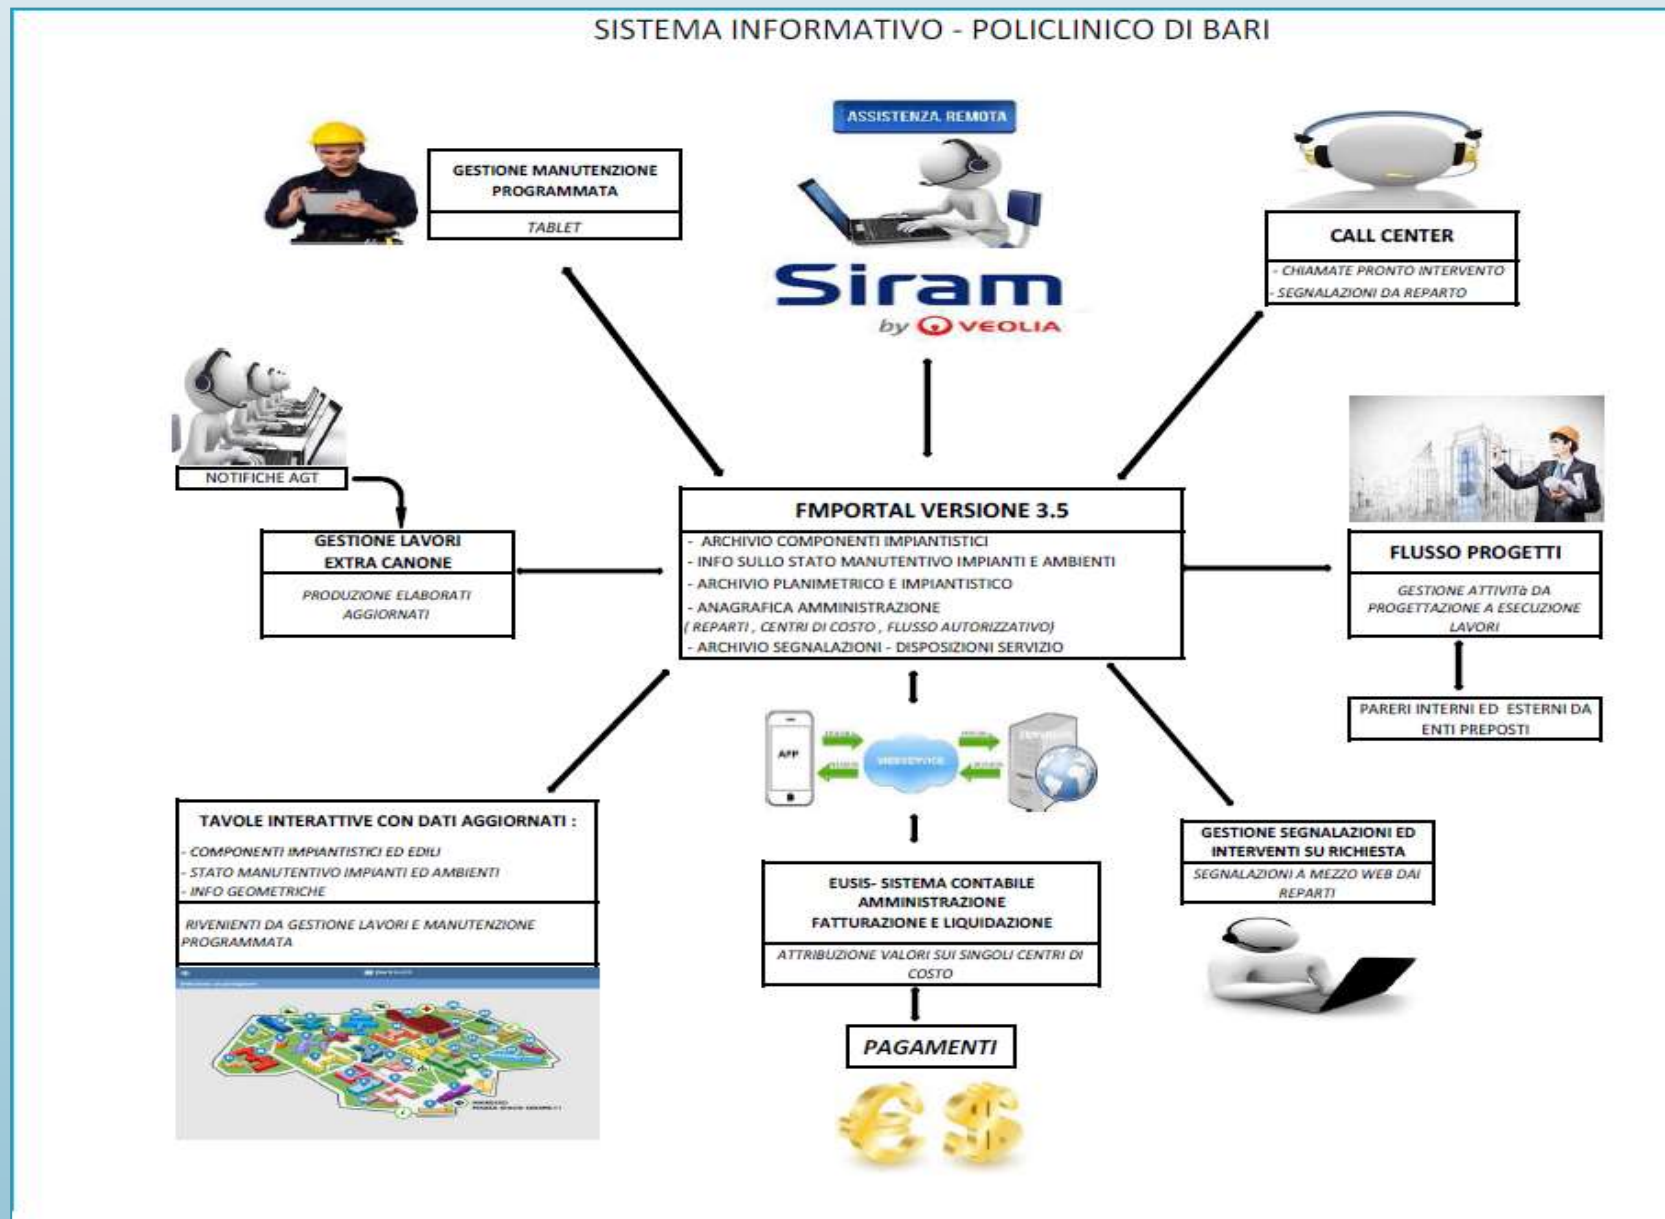 SISTEMA INFORMATIVO - POLICLINICO DI BARI
ASSISTENZA REMOTA
GESTIONE MANUTENZIONE
PROGRAMMATA
TABLET
Siram
by VEOLIA
CALL CENTER
- CHIAMATE PRONTO INTERVENTO
- SEGNALAZIONI DA REPARTO
NOTIFICHE AGT
GESTIONE LAVORI
EXTRA CANONE
PRODUZIONE ELABORATI
AGGIORNATI
FMPORTAL VERSIONE 3.5
- ARCHIVIO COMPONENTI IMPIANTISTICI
- INFO SULLO STATO MANUTENTIVO IMPIANTI E AMBIENTI
- ARCHIVIO PLANIMETRICO E IMPIANTISTICO
- ANAGRAFICA AMMINISTRAZIONE
( REPARTI , CENTRI DI COSTO , FLUSSO AUTORIZZATIVO)
- ARCHIVIO SEGNALAZIONI - DISPOSIZIONI SERVIZIO
FLUSSO PROGETTI
GESTIONE ATTIVITà DA
PROGETTAZIONE A ESECUZIONE
LAVORI
PARERI INTERNI ED ESTERNI DA
ENTI PREPOSTI
APP
WEBSERVICE
TAVOLE INTERATTIVE CON DATI AGGIORNATI :
- COMPONENTI IMPIANTISTICI ED EDILI
- STATO MANUTENTIVO IMPIANTI ED AMBIENTI
- INFO GEOMETRICHE
RIVENIENTI DA GESTIONE LAVORI E MANUTENZIONE
PROGRAMMATA
EUSIS- SISTEMA CONTABILE
AMMINISTRAZIONE
FATTURAZIONE E LIQUIDAZIONE
ATTRIBUZIONE VALORI SUI SINGOLI CENTRI DI
COSTO
PAGAMENTI
€ $
GESTIONE SEGNALAZIONI ED
INTERVENTI SU RICHIESTA
SEGNALAZIONI A MEZZO WEB DAI
REPARTI